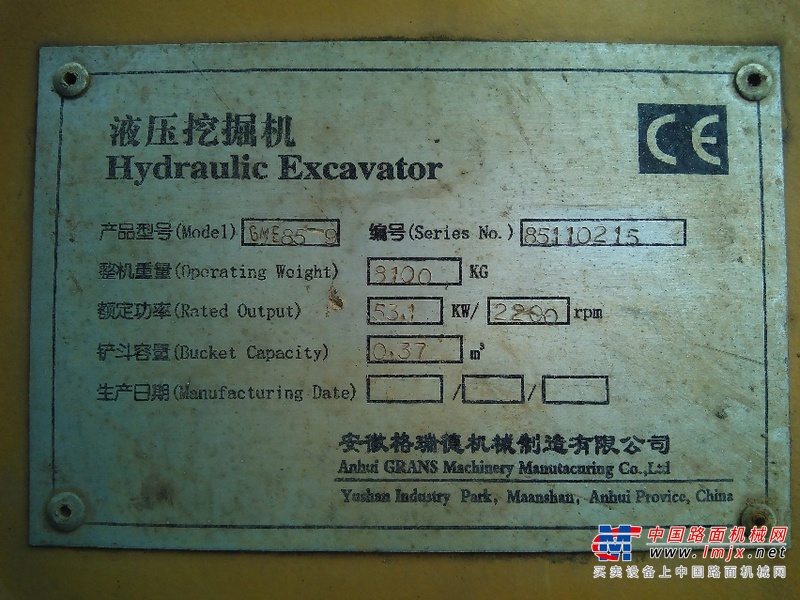 液压挖掘机
Hydraulic Excavator
CE
产品型号(Model) GME85-9 编号(Series No.) 85110215
整机重量(Operating Weight) 8100 KG
额定功率(Rated Output) 53.1 KW/ 2200 rpm
铲斗容量(Bucket Capacity) 0.37 m³
生产日期(Manufacturing Date) / /
安徽格瑞德机械制造有限公司
Anhui GRANS Machinery Manutacuring Co.,Ltd
Yushan Industry Park, Maanshan, Anhui Provice, China
中国路面机械网
www.lmjx.net
买卖设备上中国路面机械网